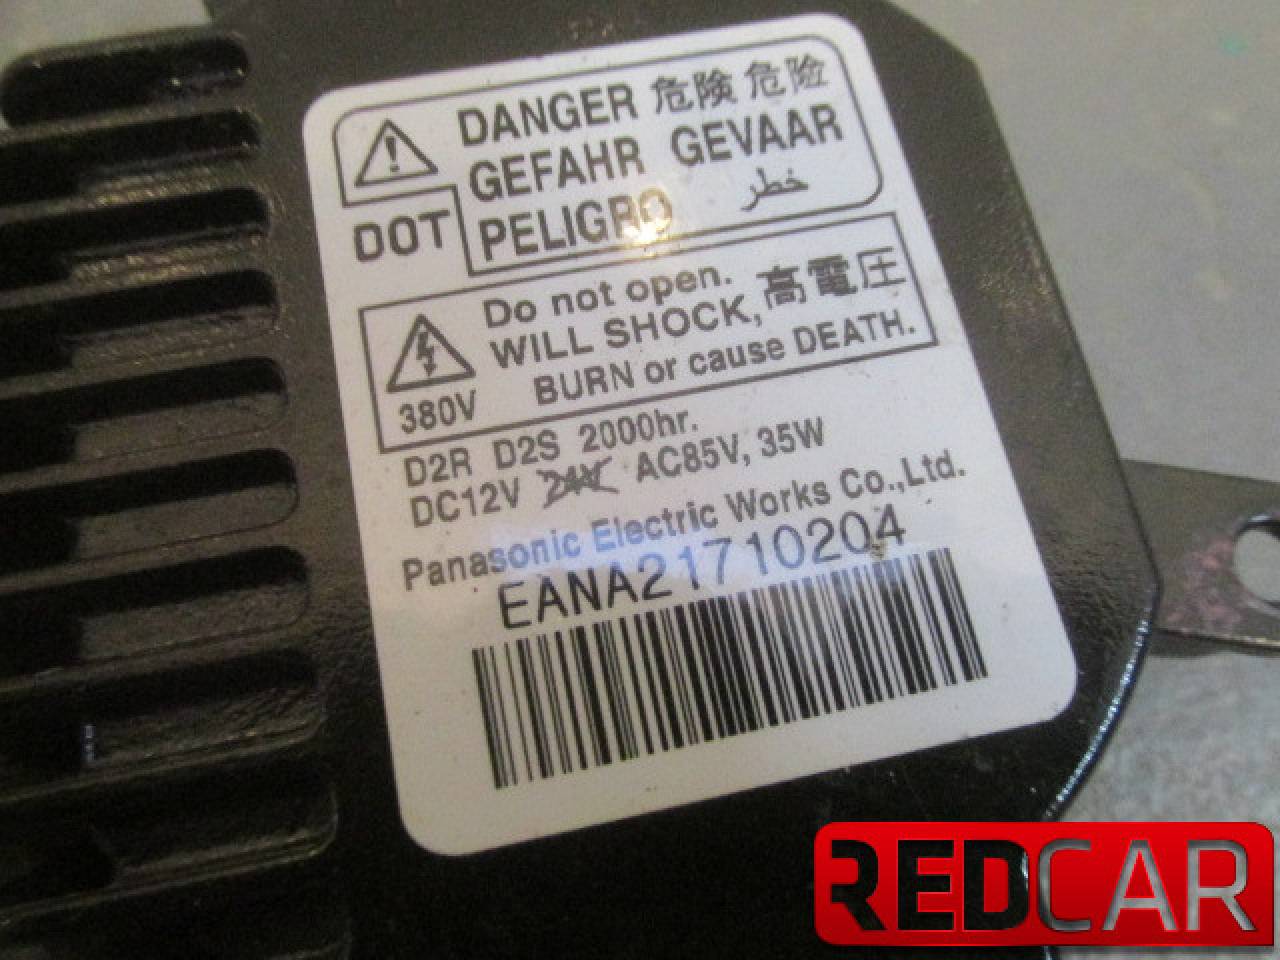 DANGER 危険 危险
GEFAHR GEVAAR
DOT PELIGRO خطر
Do not open.
WILL SHOCK, 高電圧
BURN or cause DEATH.
380V
D2R D2S 2000hr.
DC12V AC85V, 35W
Panasonic Electric Works Co.,Ltd.
EANA21710204
REDCAR